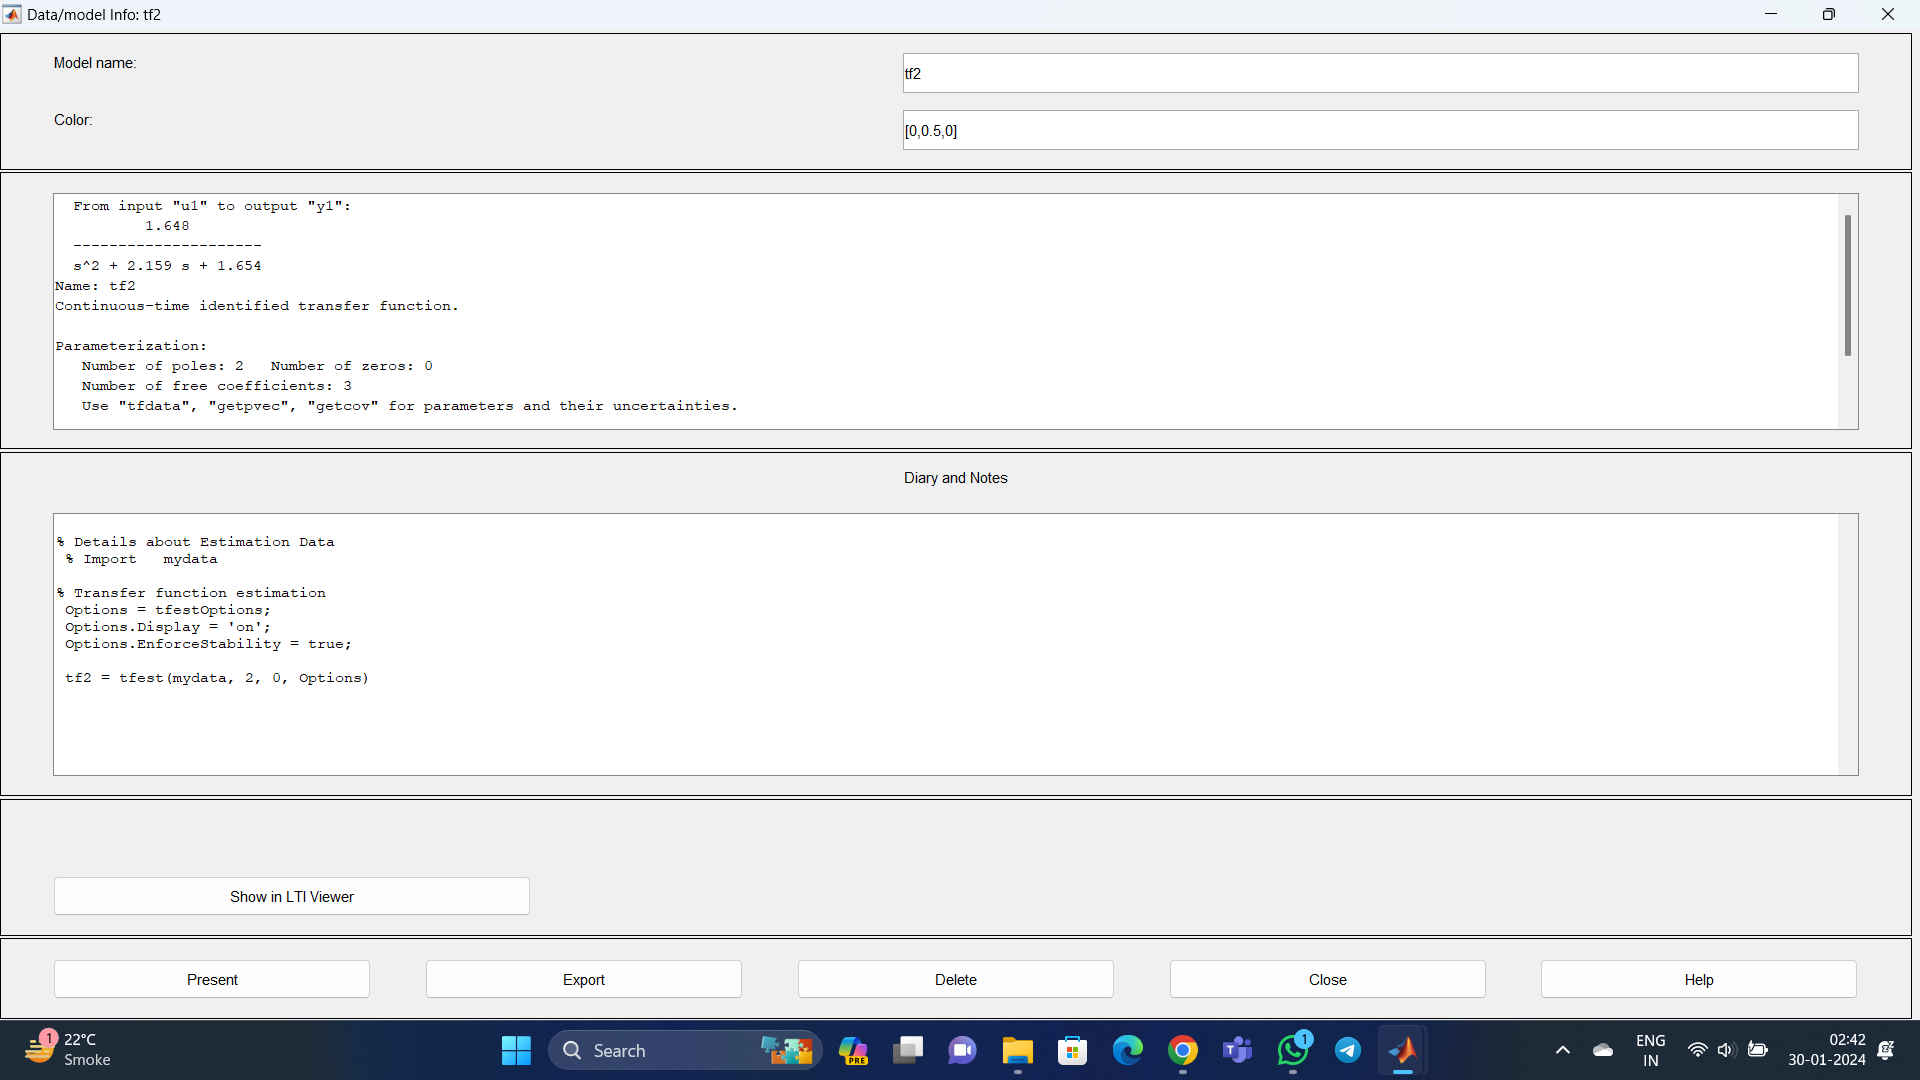 Data/model Info: tf2
Model name:
tf2
Color:
[0,0.5,0]
From input "u1" to output "y1":
1.648
---------------------
s^2 + 2.159 s + 1.654
Name: tf2
Continuous-time identified transfer function.
Parameterization:
Number of poles: 2   Number of zeros: 0
Number of free coefficients: 3
Use "tfdata", "getpvec", "getcov" for parameters and their uncertainties.
Diary and Notes
% Details about Estimation Data
% Import   mydata
% Transfer function estimation
Options = tfestOptions;
Options.Display = 'on';
Options.EnforceStability = true;
tf2 = tfest(mydata, 2, 0, Options)
Show in LTI Viewer
Present
Export
Delete
Close
Help
1
22°C
Smoke
Search
PRE
T
1
ENG
IN
02:42
30-01-2024